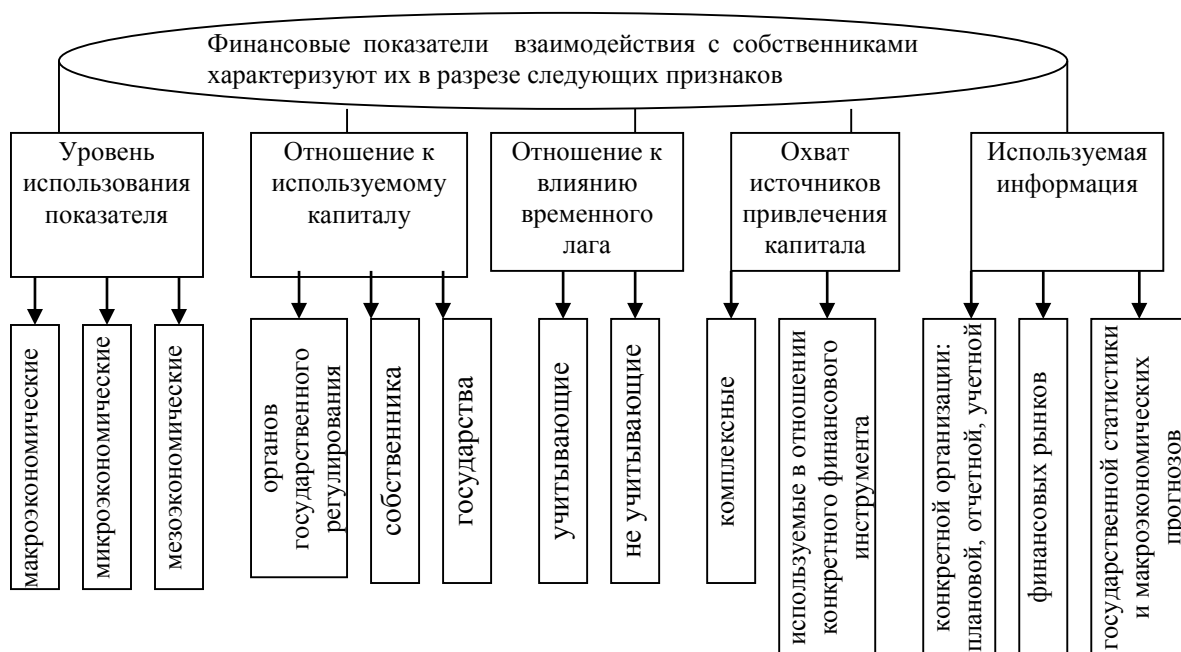 Финансовые показатели взаимодействия с собственниками
характеризуют их в разрезе следующих признаков
Уровень
использования
показателя
Отношение к
используемому
капиталу
Отношение к
влиянию
временного
лага
Охват
источников
привлечения
капитала
Используемая
информация
макроэкономические
микроэкономические
мезоэкономические
органов
государственного
регулирования
собственника
государства
учитывающие
не учитывающие
комплексные
используемые в отношении
конкретного финансового
инструмента
конкретной организации:
плановой, отчетной, учетной
финансовых рынков
государственной статистики
и макроэкономических
прогнозов